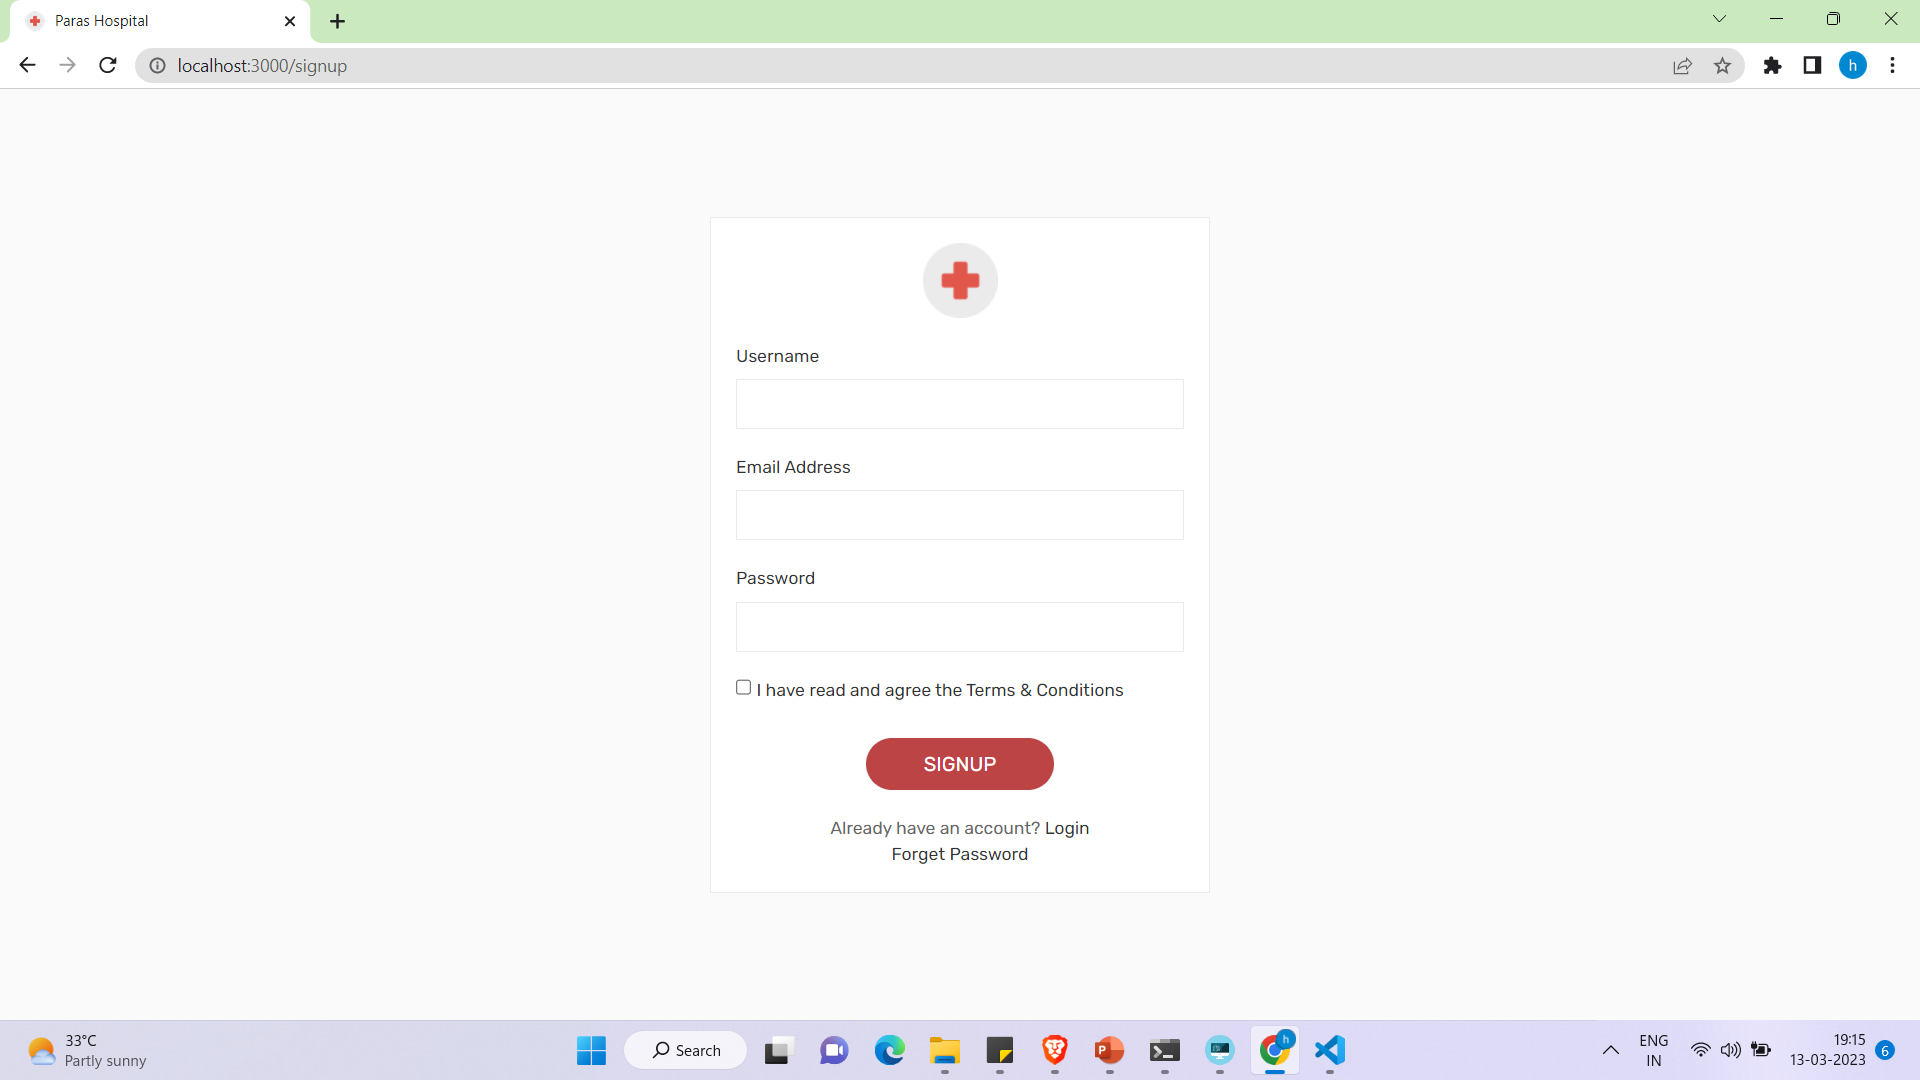 Paras Hospital
localhost:3000/signup
h
Username
Email Address
Password
I have read and agree the Terms & Conditions
SIGNUP
Already have an account? Login
Forget Password
33°C
Partly sunny
Search
P
h
ENG
IN
19:15
13-03-2023
6